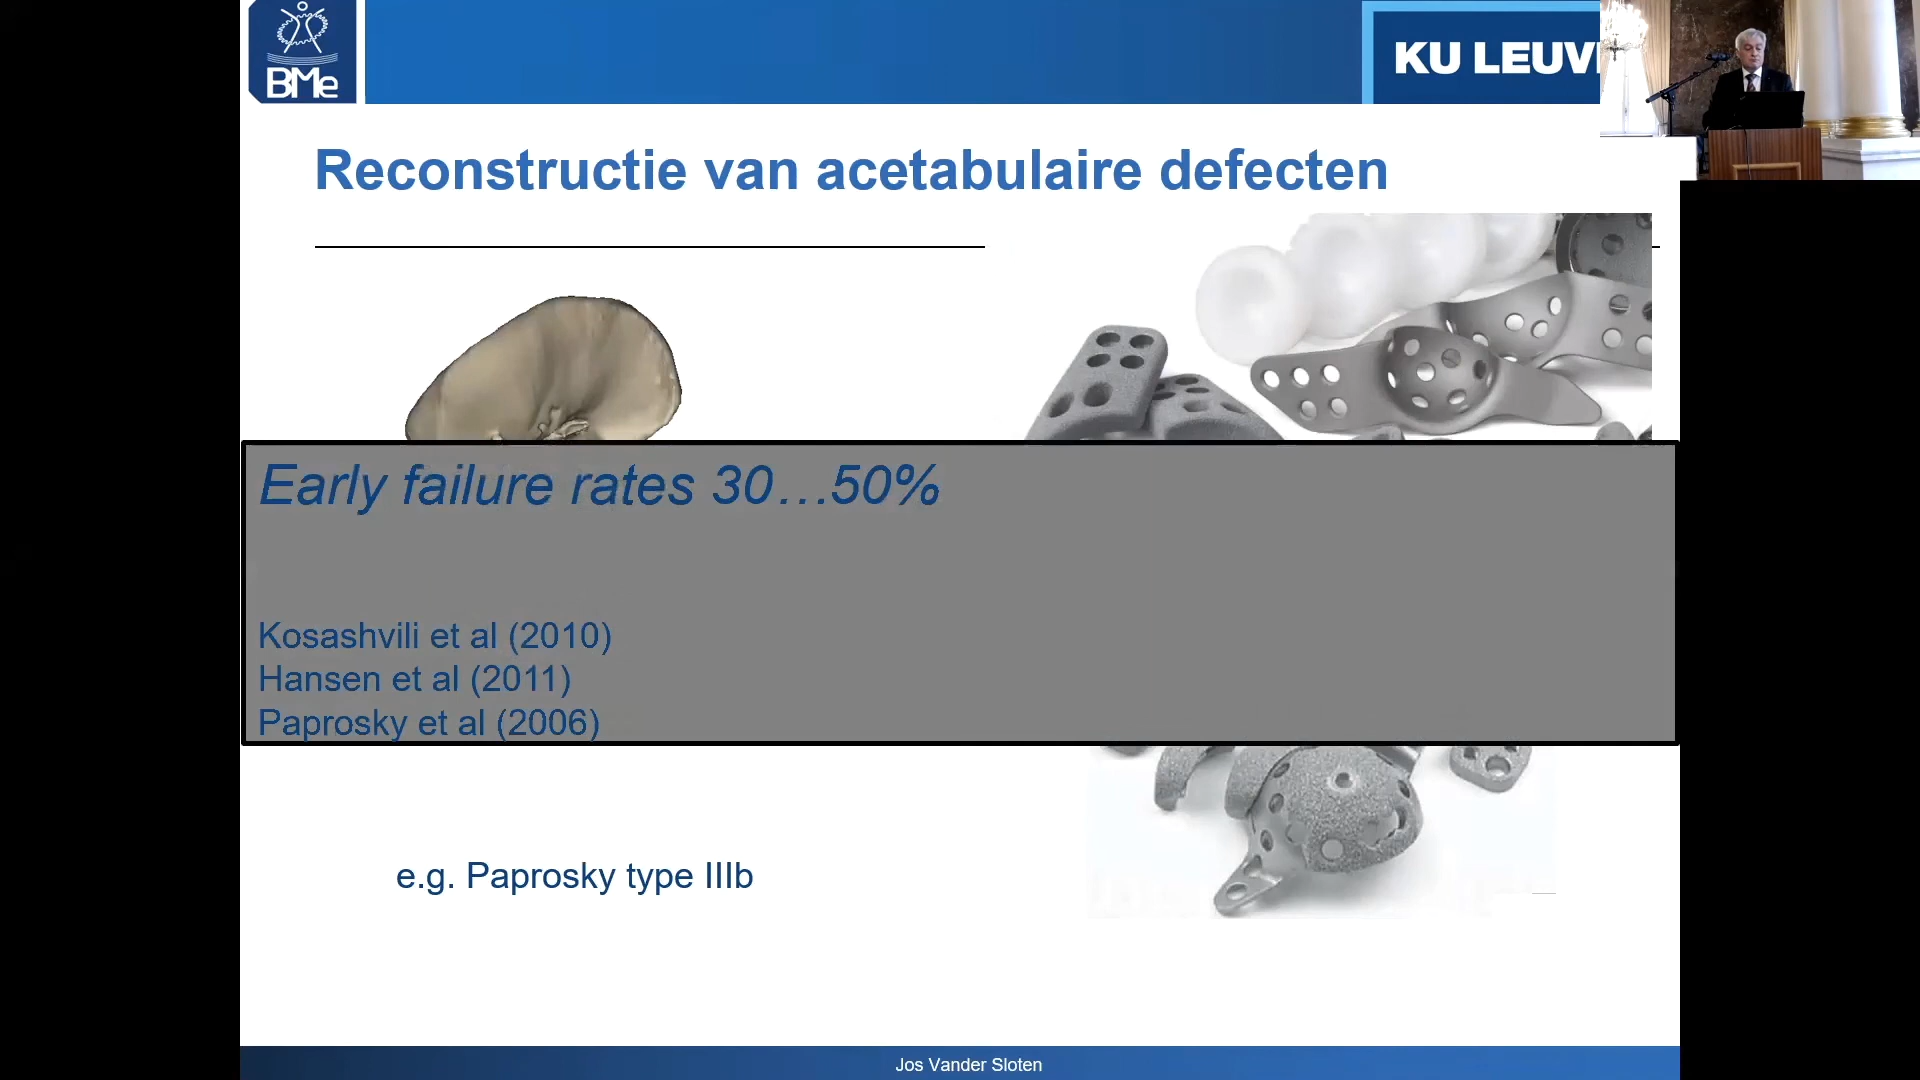 BMe
KU LEUV
Reconstructie van acetabulaire defecten
Early failure rates 30…50%
Kosashvili et al (2010)
Hansen et al (2011)
Paprosky et al (2006)
e.g. Paprosky type IIIb
Jos Vander Sloten